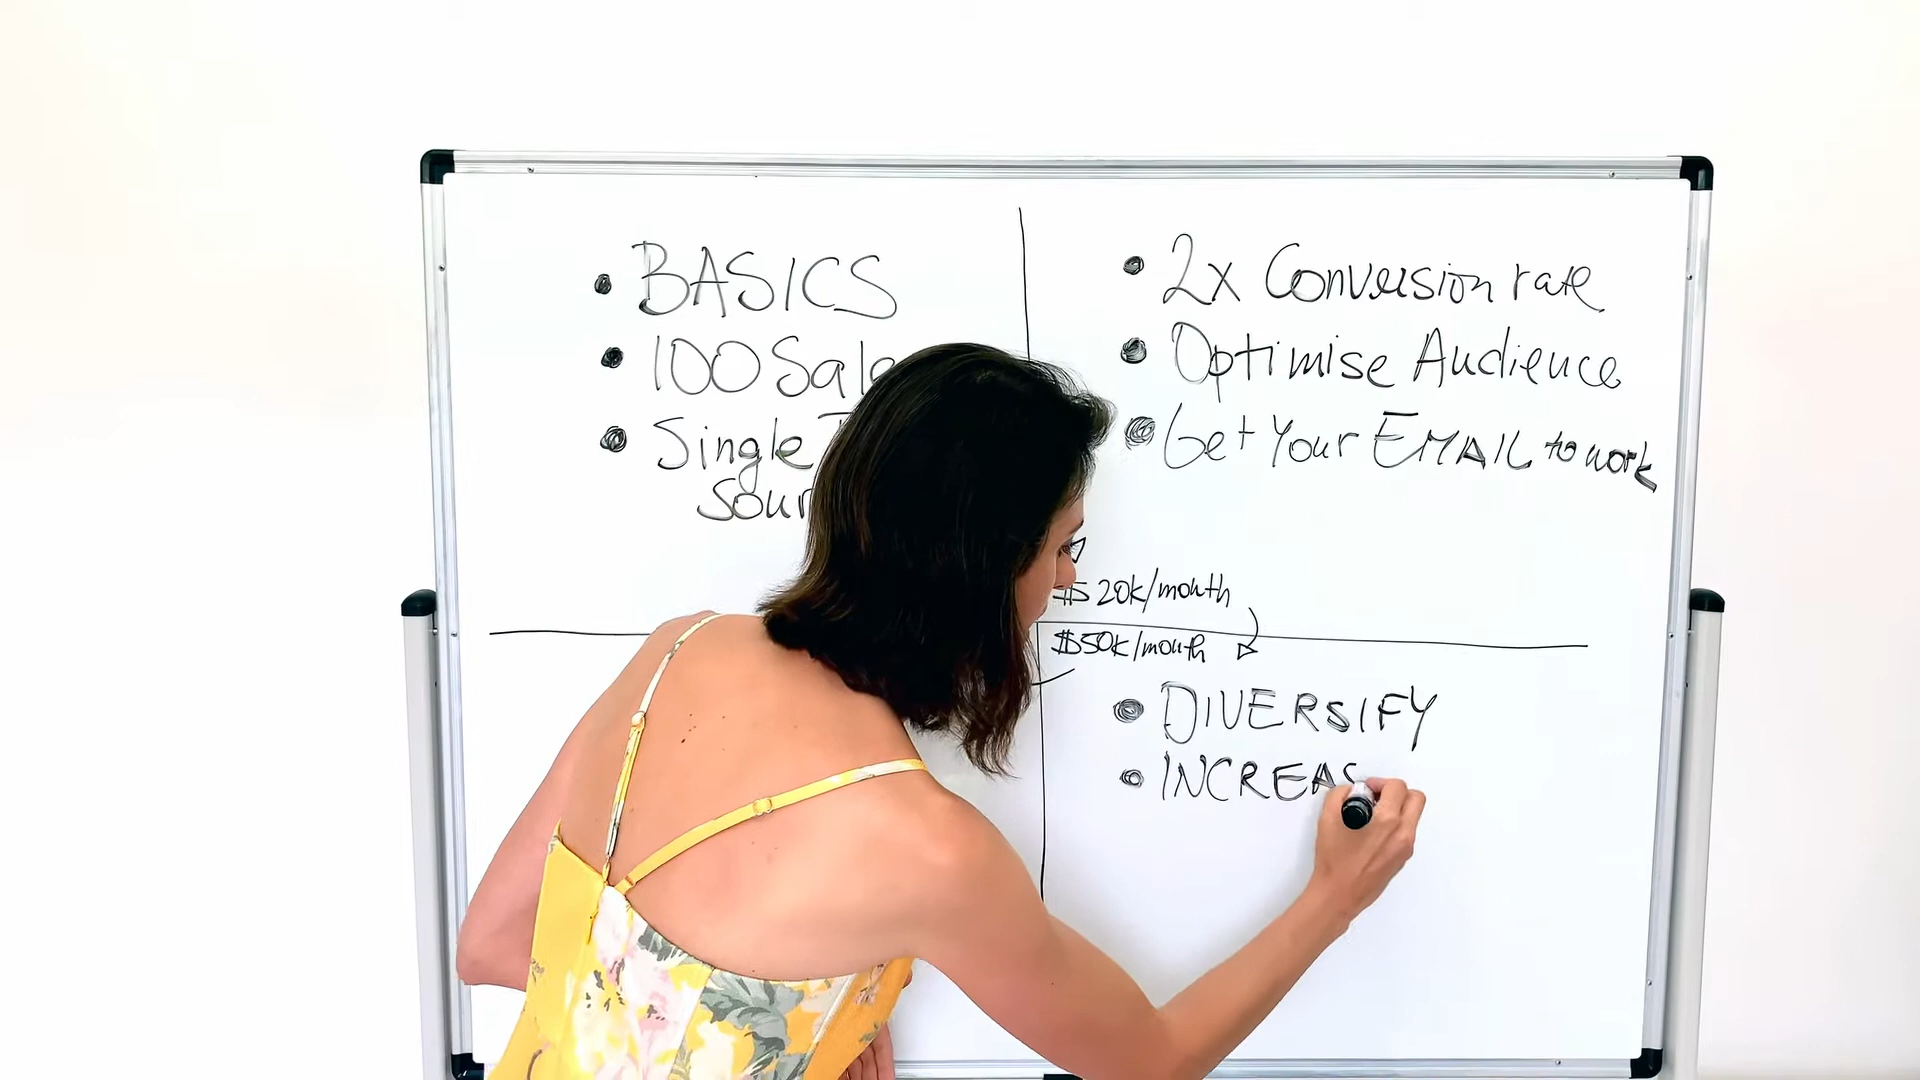 • BASICS
• 100 Sale
• Single
Sour
• 2x Conversion rate
• Optimise Audience
• Get Your EMAIL to work
$20k/month
$50k/month
• DIVERSIFY
• INCREAS